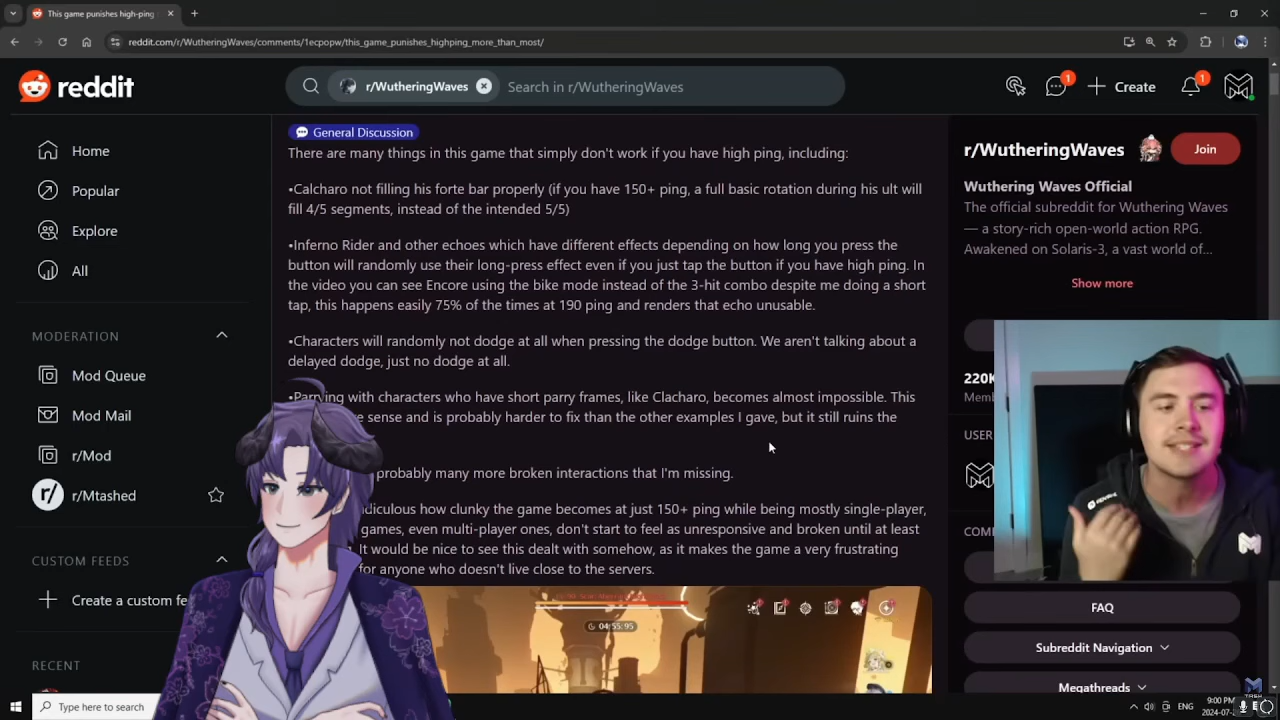 This game punishes high-ping
reddit.com/r/WutheringWaves/comments/1ecpopw/this_game_punishes_highping_more_than_most/
reddit
r/WutheringWaves
Search in r/WutheringWaves
1
Create
1
Home
Popular
Explore
All
MODERATION
Mod Queue
Mod Mail
r/Mod
r/
r/Mtashed
CUSTOM FEEDS
Create a custom fe
RECENT
General Discussion
There are many things in this game that simply don't work if you have high ping, including:
•Calcharo not filling his forte bar properly (if you have 150+ ping, a full basic rotation during his ult will
fill 4/5 segments, instead of the intended 5/5)
•Inferno Rider and other echoes which have different effects depending on how long you press the
button will randomly use their long-press effect even if you just tap the button if you have high ping. In
the video you can see Encore using the bike mode instead of the 3-hit combo despite me doing a short
tap, this happens easily 75% of the times at 190 ping and renders that echo unusable.
•Characters will randomly not dodge at all when pressing the dodge button. We aren't talking about a
delayed dodge, just no dodge at all.
•Parrying with characters who have short parry frames, like Clacharo, becomes almost impossible. This
sense and is probably harder to fix than the other examples I gave, but it still ruins the
probably many more broken interactions that I'm missing.
diculous how clunky the game becomes at just 150+ ping while being mostly single-player,
games, even multi-player ones, don't start to feel as unresponsive and broken until at least
It would be nice to see this dealt with somehow, as it makes the game a very frustrating
for anyone who doesn't live close to the servers.
04:55.95
r/WutheringWaves
Join
Wuthering Waves Official
The official subreddit for Wuthering Waves
— a story-rich open-world action RPG.
Awakened on Solaris-3, a vast world of...
Show more
220K
Mem
USER
COM
FAQ
Subreddit Navigation
Megathreads
Type here to search
ENG
9:00 PM
2024-07-2